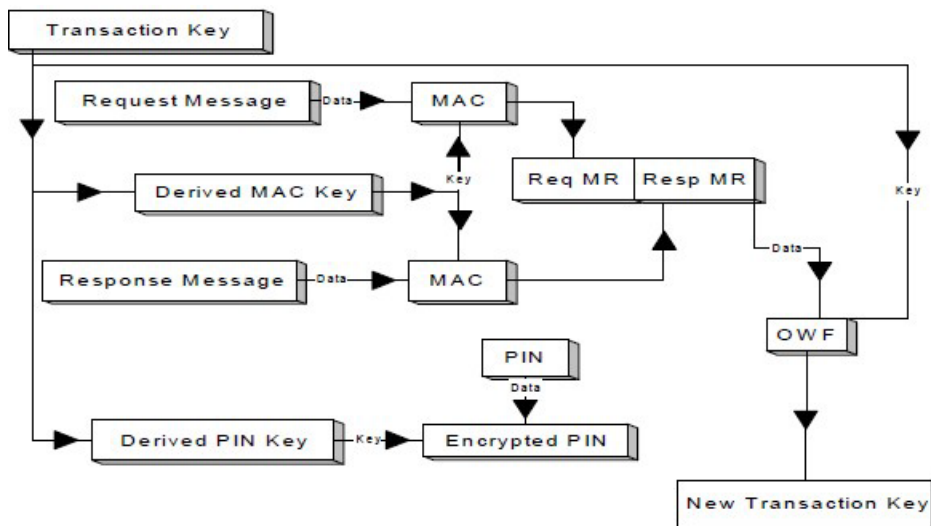 Transaction Key
Request Message
Data
MAC
Req MR
Resp MR
Key
Key
Derived MAC Key
Data
Response Message
Data
MAC
OWF
PIN
Data
Derived PIN Key
Key
Encrypted PIN
New Transaction Key